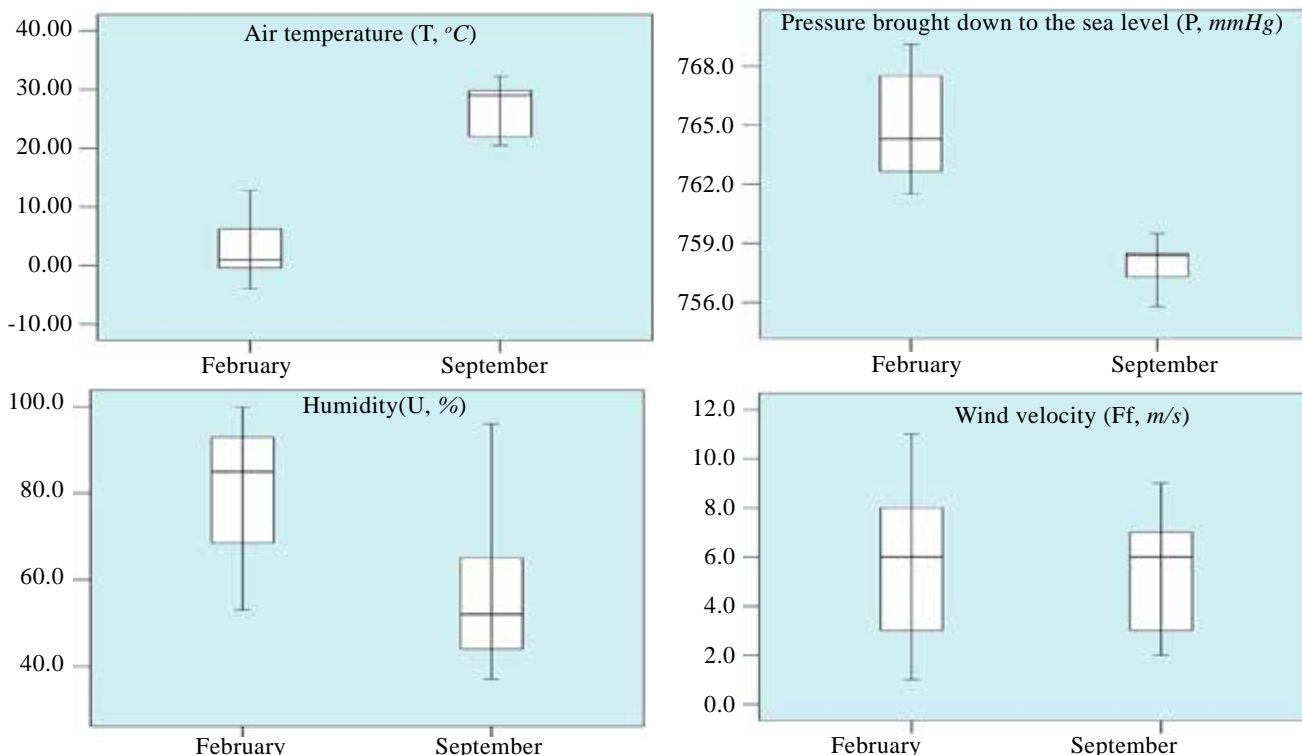 Air temperature (T, °C)
40.00
30.00
20.00
10.00
0.00
-10.00
February September
Pressure brought down to the sea level (P, mmHg)
768.0
765.0
762.0
759.0
756.0
February September
Humidity(U, %)
100.0
80.0
60.0
40.0
February September
Wind velocity (Ff, m/s)
12.0
10.0
8.0
6.0
4.0
2.0
0.0
February September